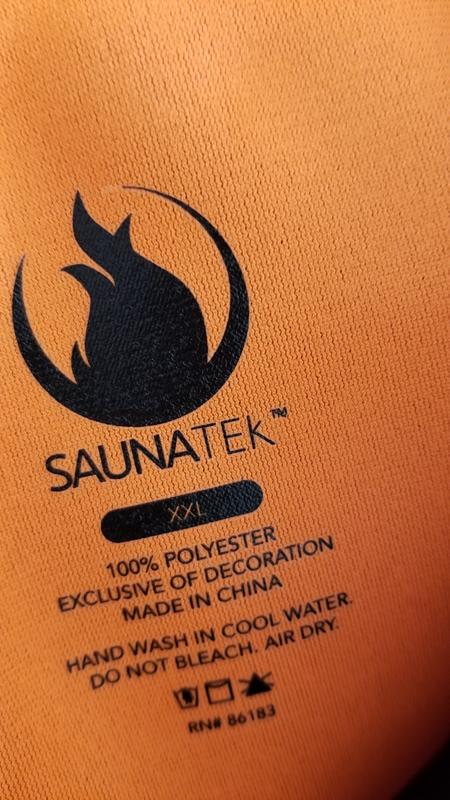 SAUNATEK™
XXL
100% POLYESTER
EXCLUSIVE OF DECORATION
MADE IN CHINA
HAND WASH IN COOL WATER.
DO NOT BLEACH. AIR DRY.
RN# 86183